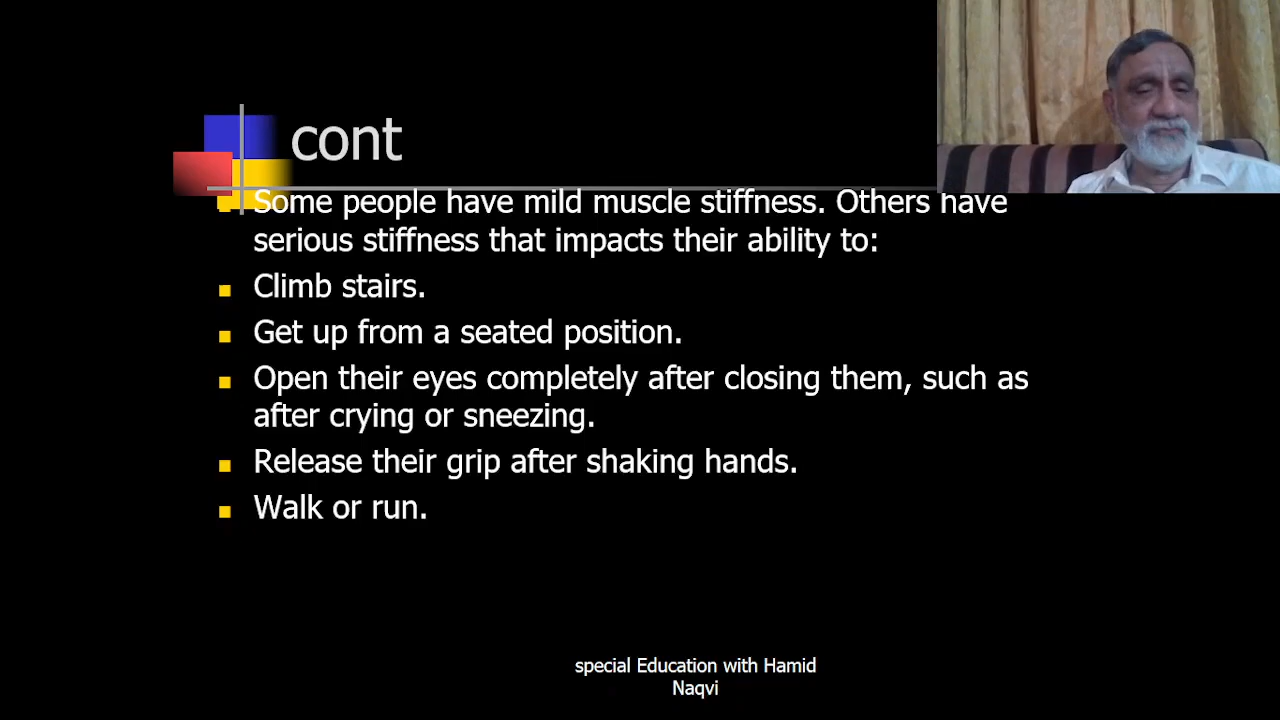 cont
Some people have mild muscle stiffness. Others have
serious stiffness that impacts their ability to:
Climb stairs.
Get up from a seated position.
Open their eyes completely after closing them, such as
after crying or sneezing.
Release their grip after shaking hands.
Walk or run.
special Education with Hamid
Naqvi